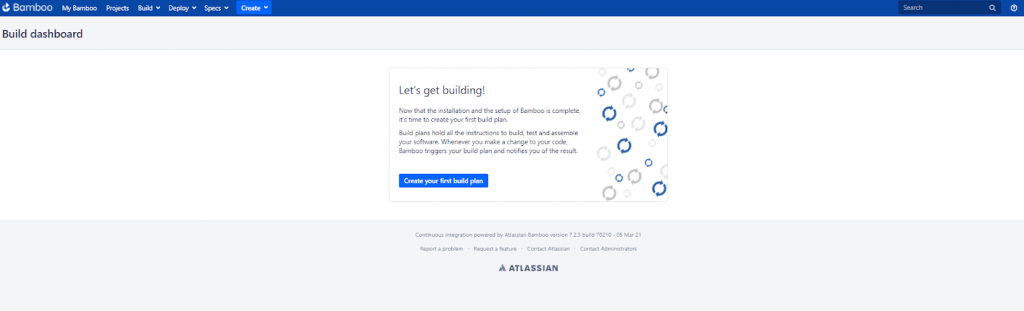 Bamboo My Bamboo Projects Build Deploy Specs Create Search
Build dashboard
Let's get building!
Now that the installation and the setup of Bamboo is complete,
it's time to create your first build plan.
Build plans hold all the instructions to build, test and assemble
your software. Whenever you make a change to your code,
Bamboo triggers your build plan and notifies you of the result.
Create your first build plan
Continuous integration powered by Atlassian Bamboo version 7.2.3 build 70210 - 05 Mar 21
Report a problem · Request a feature · Contact Atlassian · Contact Administrators
ATLASSIAN